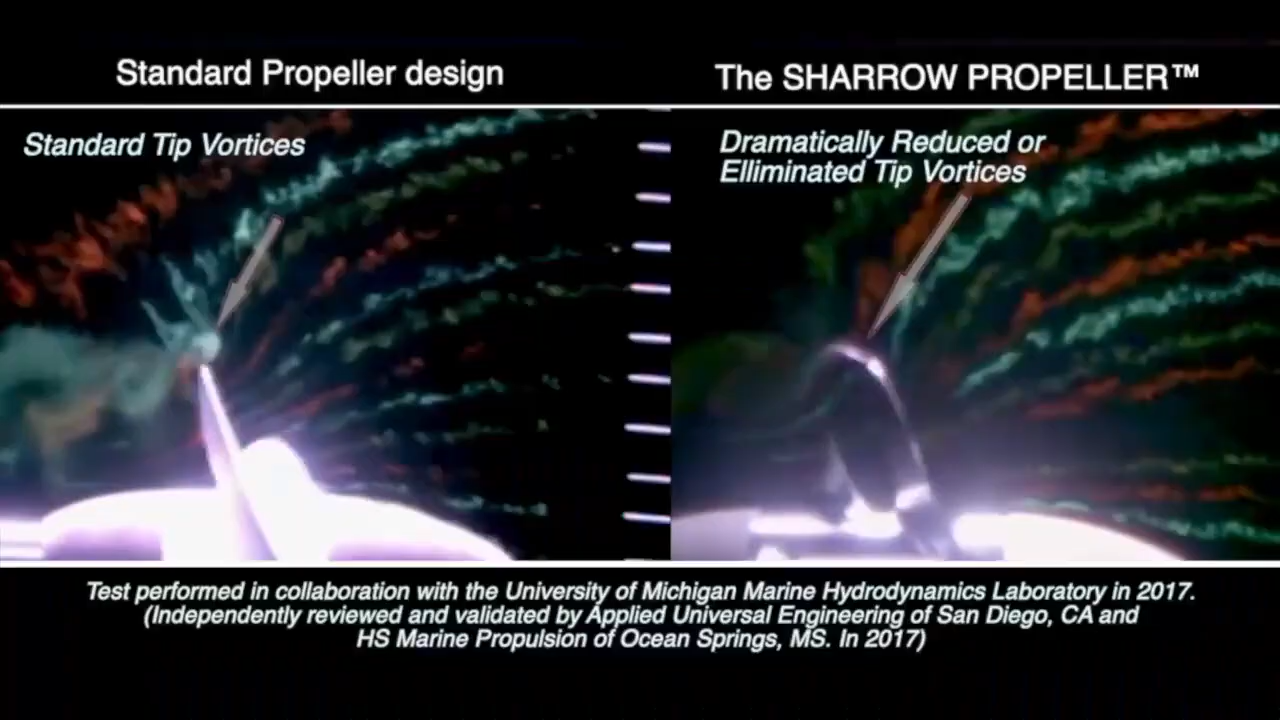 Standard Propeller design
The SHARROW PROPELLER™
Standard Tip Vortices
Dramatically Reduced or
Elliminated Tip Vortices
Test performed in collaboration with the University of Michigan Marine Hydrodynamics Laboratory in 2017.
(Independently reviewed and validated by Applied Universal Engineering of San Diego, CA and
HS Marine Propulsion of Ocean Springs, MS. In 2017)